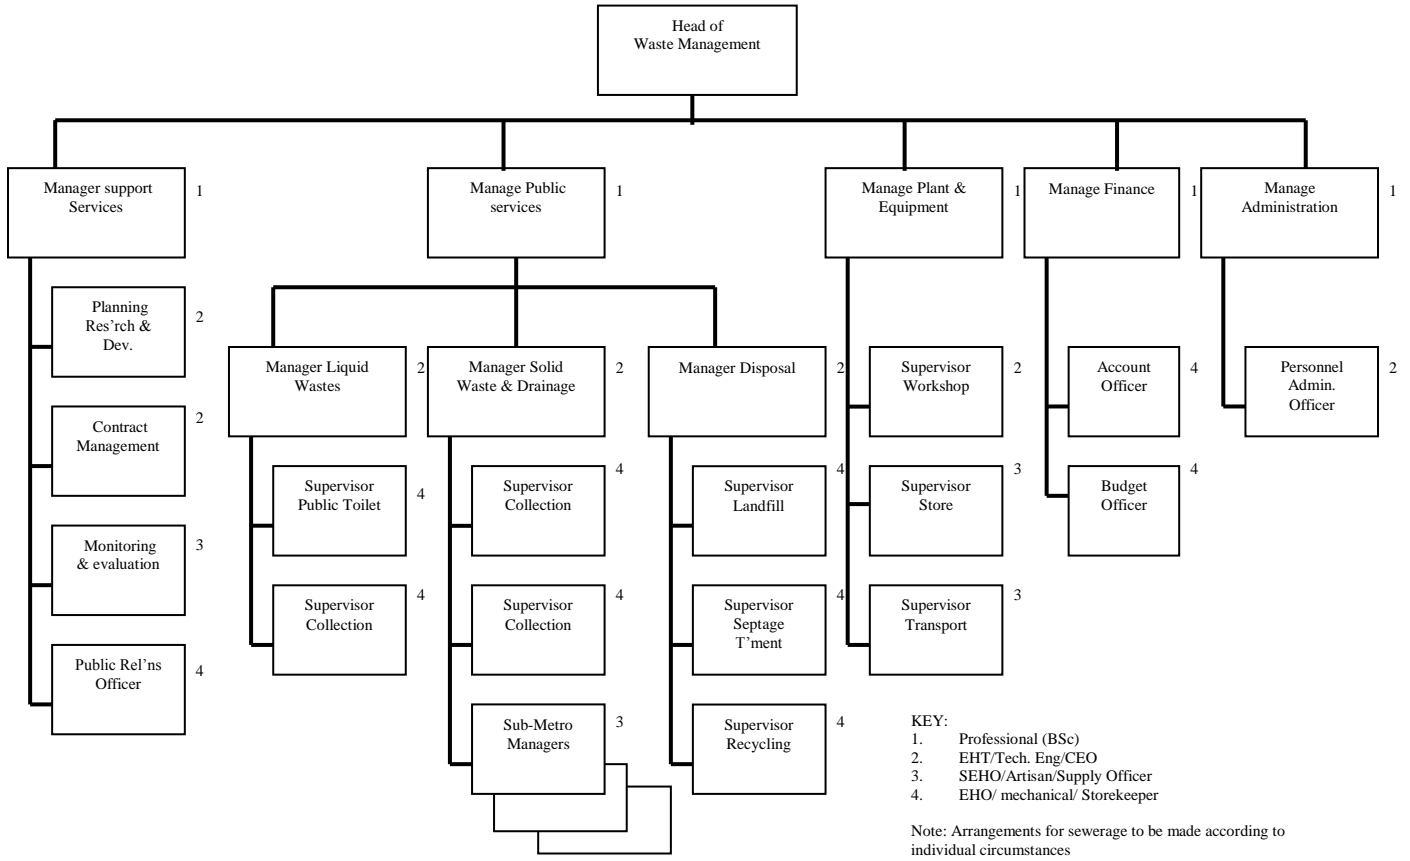 Head of
Waste Management
Manager support
Services
1
Manage Public
services
1
Manage Plant &
Equipment
1
Manage Finance
1
Manage
Administration
1
Planning
Res’rch &
Dev.
2
Contract
Management
2
Monitoring
& evaluation
3
Public Rel’ns
Officer
4
Manager Liquid
Wastes
2
Supervisor
Public Toilet
4
Supervisor
Collection
4
Manager Solid
Waste & Drainage
2
Supervisor
Collection
4
Supervisor
Collection
4
Sub-Metro
Managers
3
Manager Disposal
2
Supervisor
Landfill
4
Supervisor
Septage
T’ment
4
Supervisor
Recycling
4
Supervisor
Workshop
2
Supervisor
Store
3
Supervisor
Transport
3
Account
Officer
4
Budget
Officer
4
Personnel
Admin.
Officer
2
KEY:
1. Professional (BSc)
2. EHT/Tech. Eng/CEO
3. SEHO/Artisan/Supply Officer
4. EHO/ mechanical/ Storekeeper
Note: Arrangements for sewerage to be made according to
individual circumstances